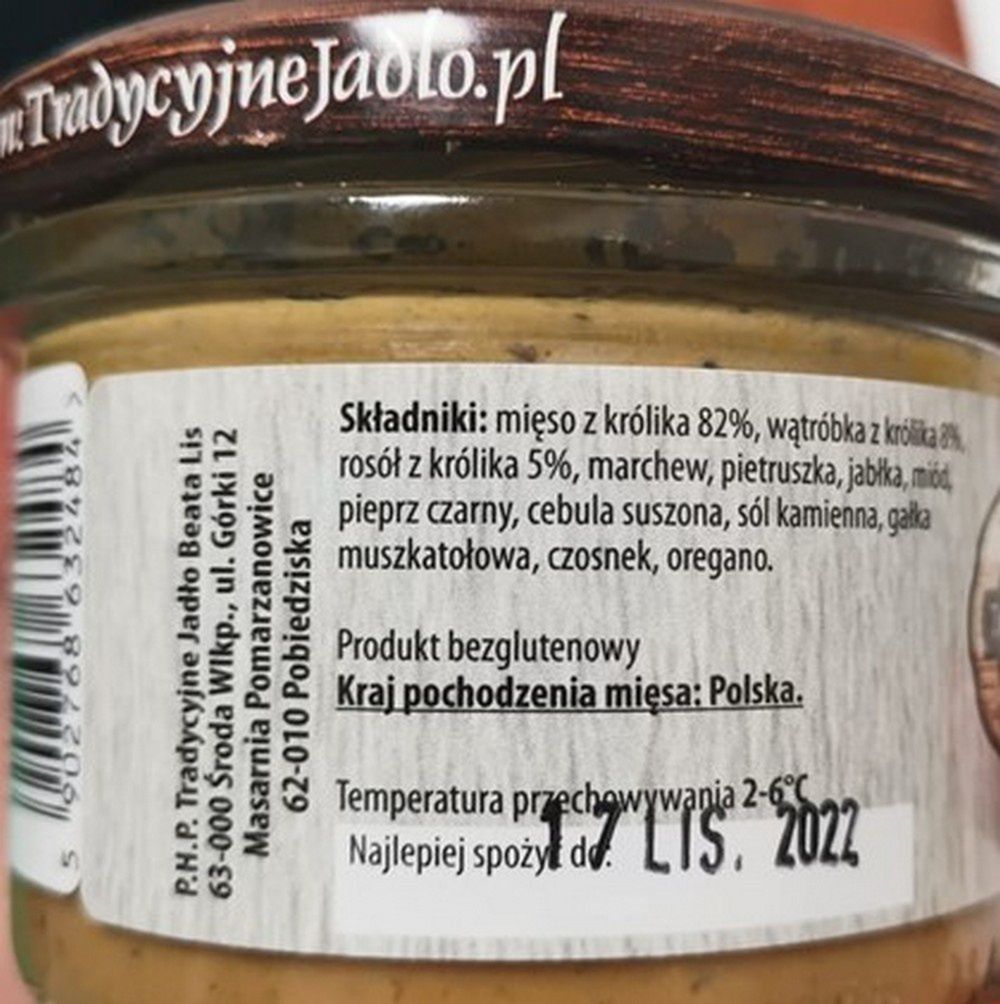 w.TradycyjneJadło.pl
Składniki: mięso z królika 82%, wątróbka z królika 8%,
rosół z królika 5%, marchew, pietruszka, jabłka, miód,
pieprz czarny, cebula suszona, sól kamienna, gałka
muszkatołowa, czosnek, oregano.
Produkt bezglutenowy
Kraj pochodzenia mięsa: Polska.
Temperatura przechowywania 2-6°C
Najlepiej spożyć do: 17 LIS. 2022
P.H.P. Tradycyjne Jadło Beata Lis
63-000 Środa Wlkp., ul. Górki 12
Masarnia Pomarzanowice
62-010 Pobiedziska
5 902768 632484 >